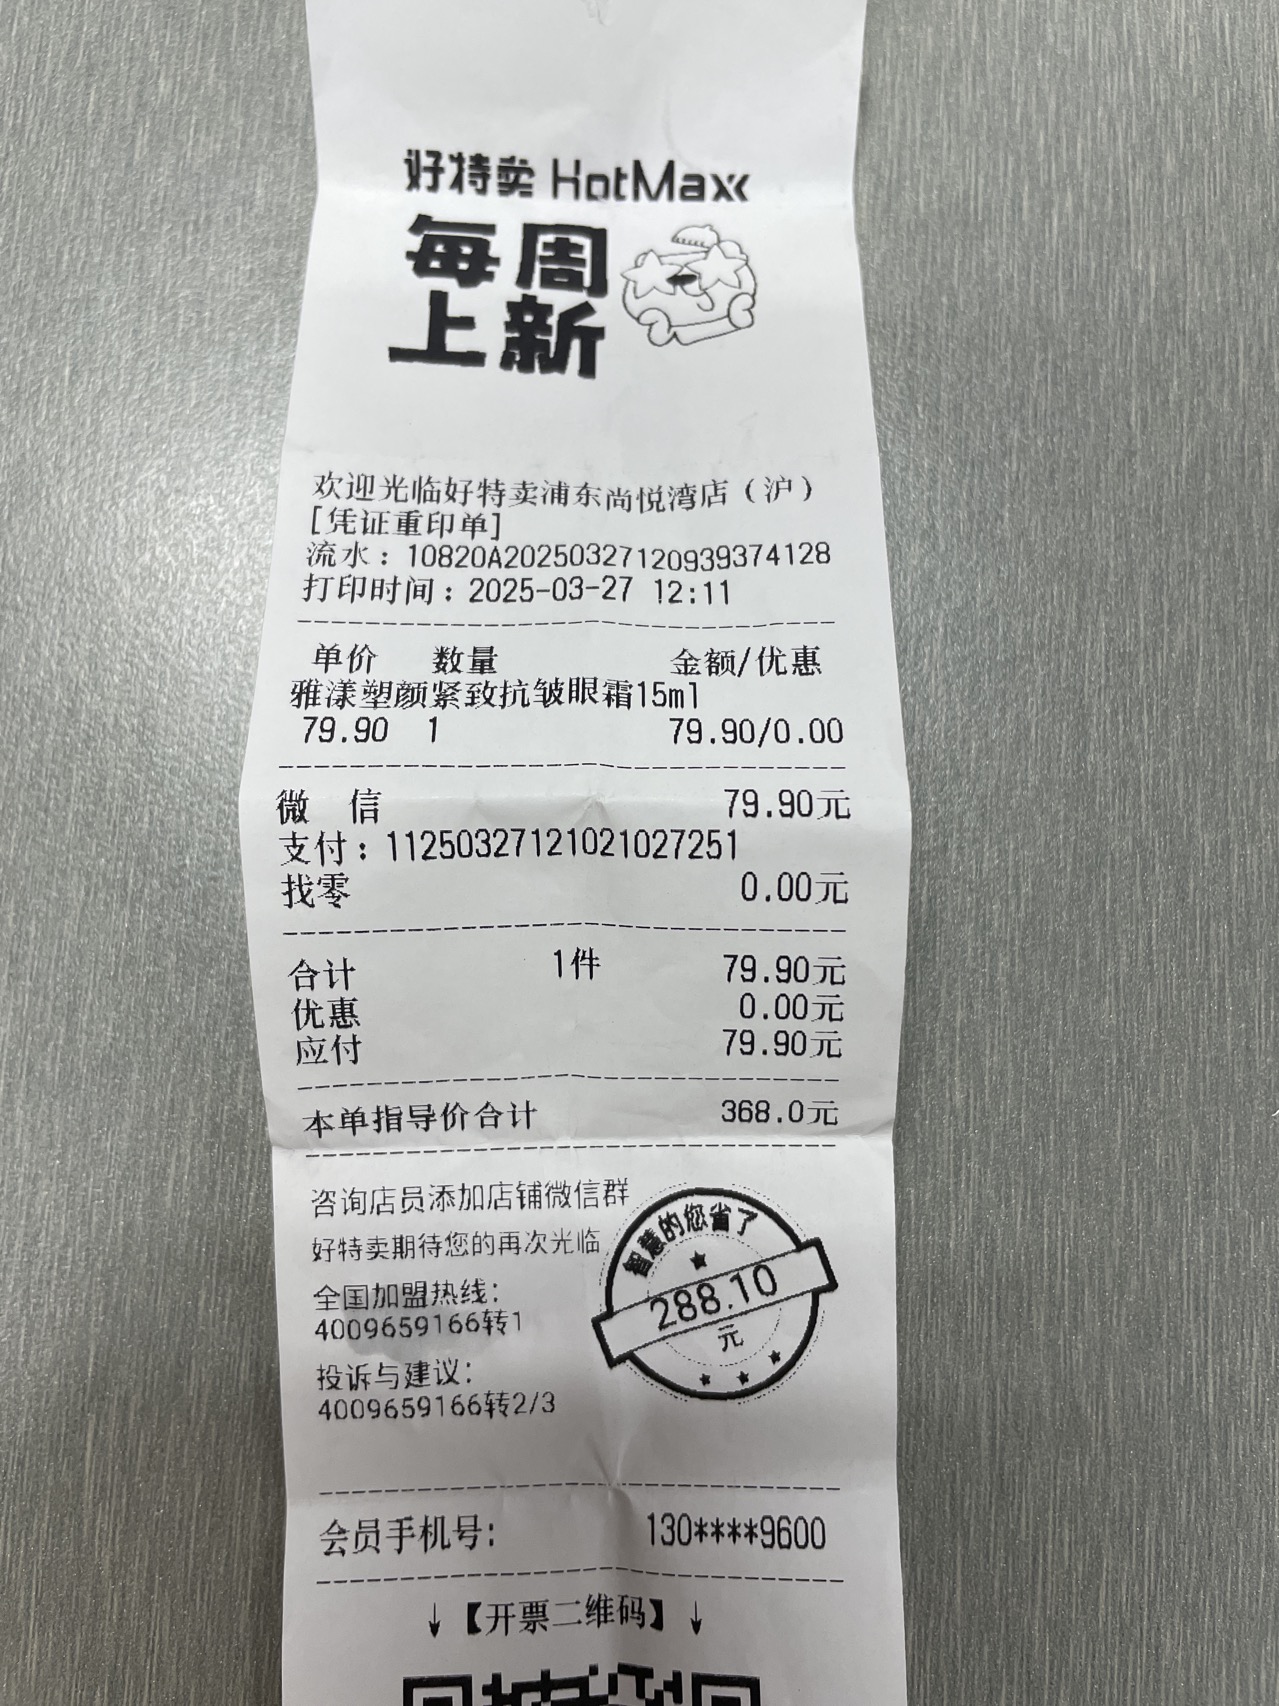 好特卖 HotMaxx
每周
上新
欢迎光临好特卖浦东尚悦湾店（沪）
[凭证重印单]
流水：10820A20250327120939374128
打印时间：2025-03-27 12:11
单价 数量 金额/优惠
雅漾塑颜紧致抗皱眼霜15ml
79.90 1 79.90/0.00
微 信 79.90元
支付：11250327121021027251
找零 0.00元
合计 1件 79.90元
优惠 0.00元
应付 79.90元
本单指导价合计 368.0元
咨询店员添加店铺微信群
好特卖期待您的再次光临
全国加盟热线：
4009659166转1
投诉与建议：
4009659166转2/3
智慧的您省了
288.10
元
会员手机号： 130****9600
↓【开票二维码】↓